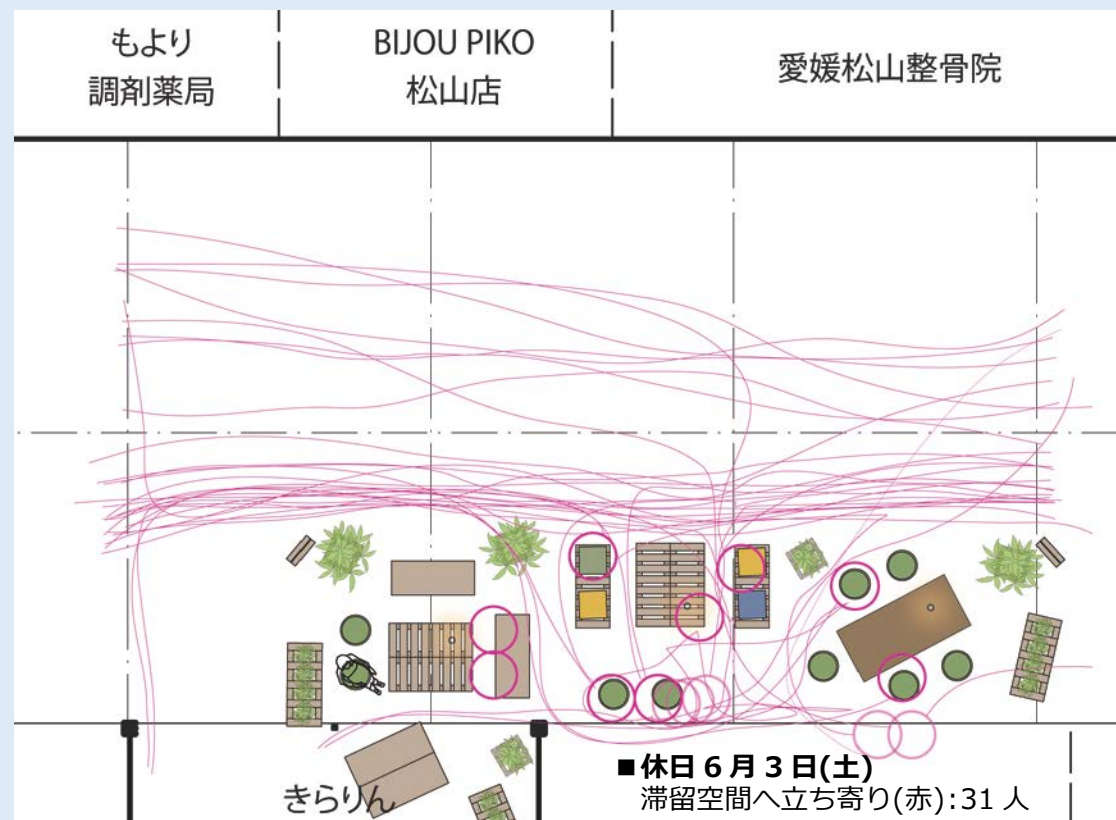 もより
調剤薬局
BIJOU PIKO
松山店
愛媛松山整骨院
きらりん
■休日6月3日(土)
滞留空間へ立ち寄り(赤):31人